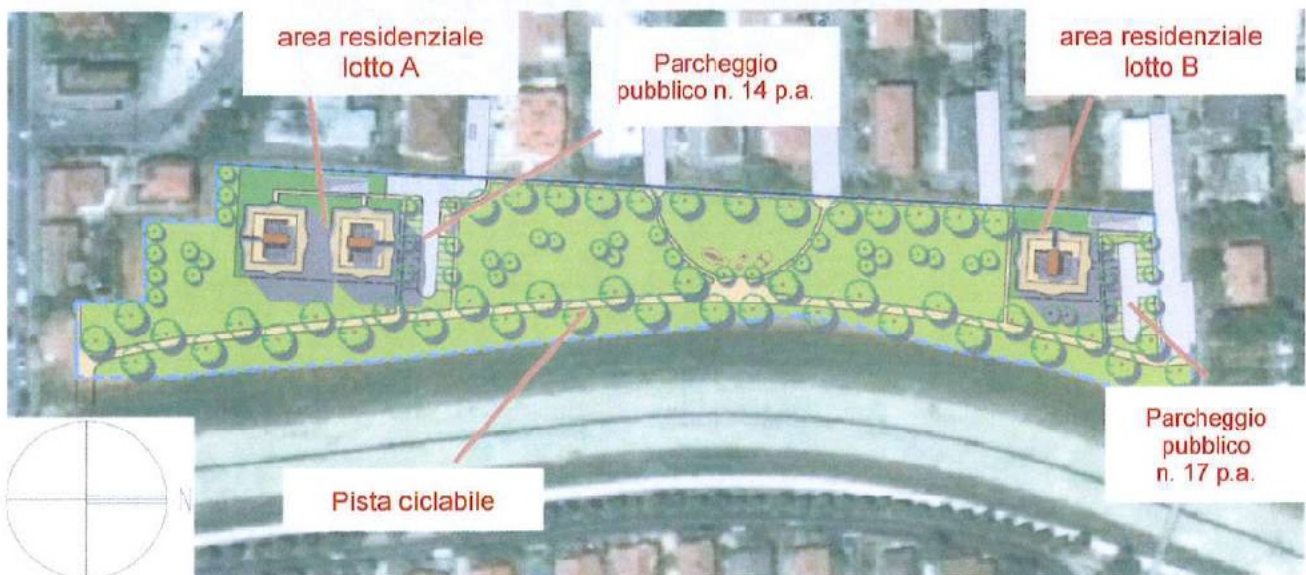 area residenziale
lotto A
Parcheggio
pubblico n. 14 p.a.
area residenziale
lotto B
Pista ciclabile
Parcheggio
pubblico
n. 17 p.a.
N